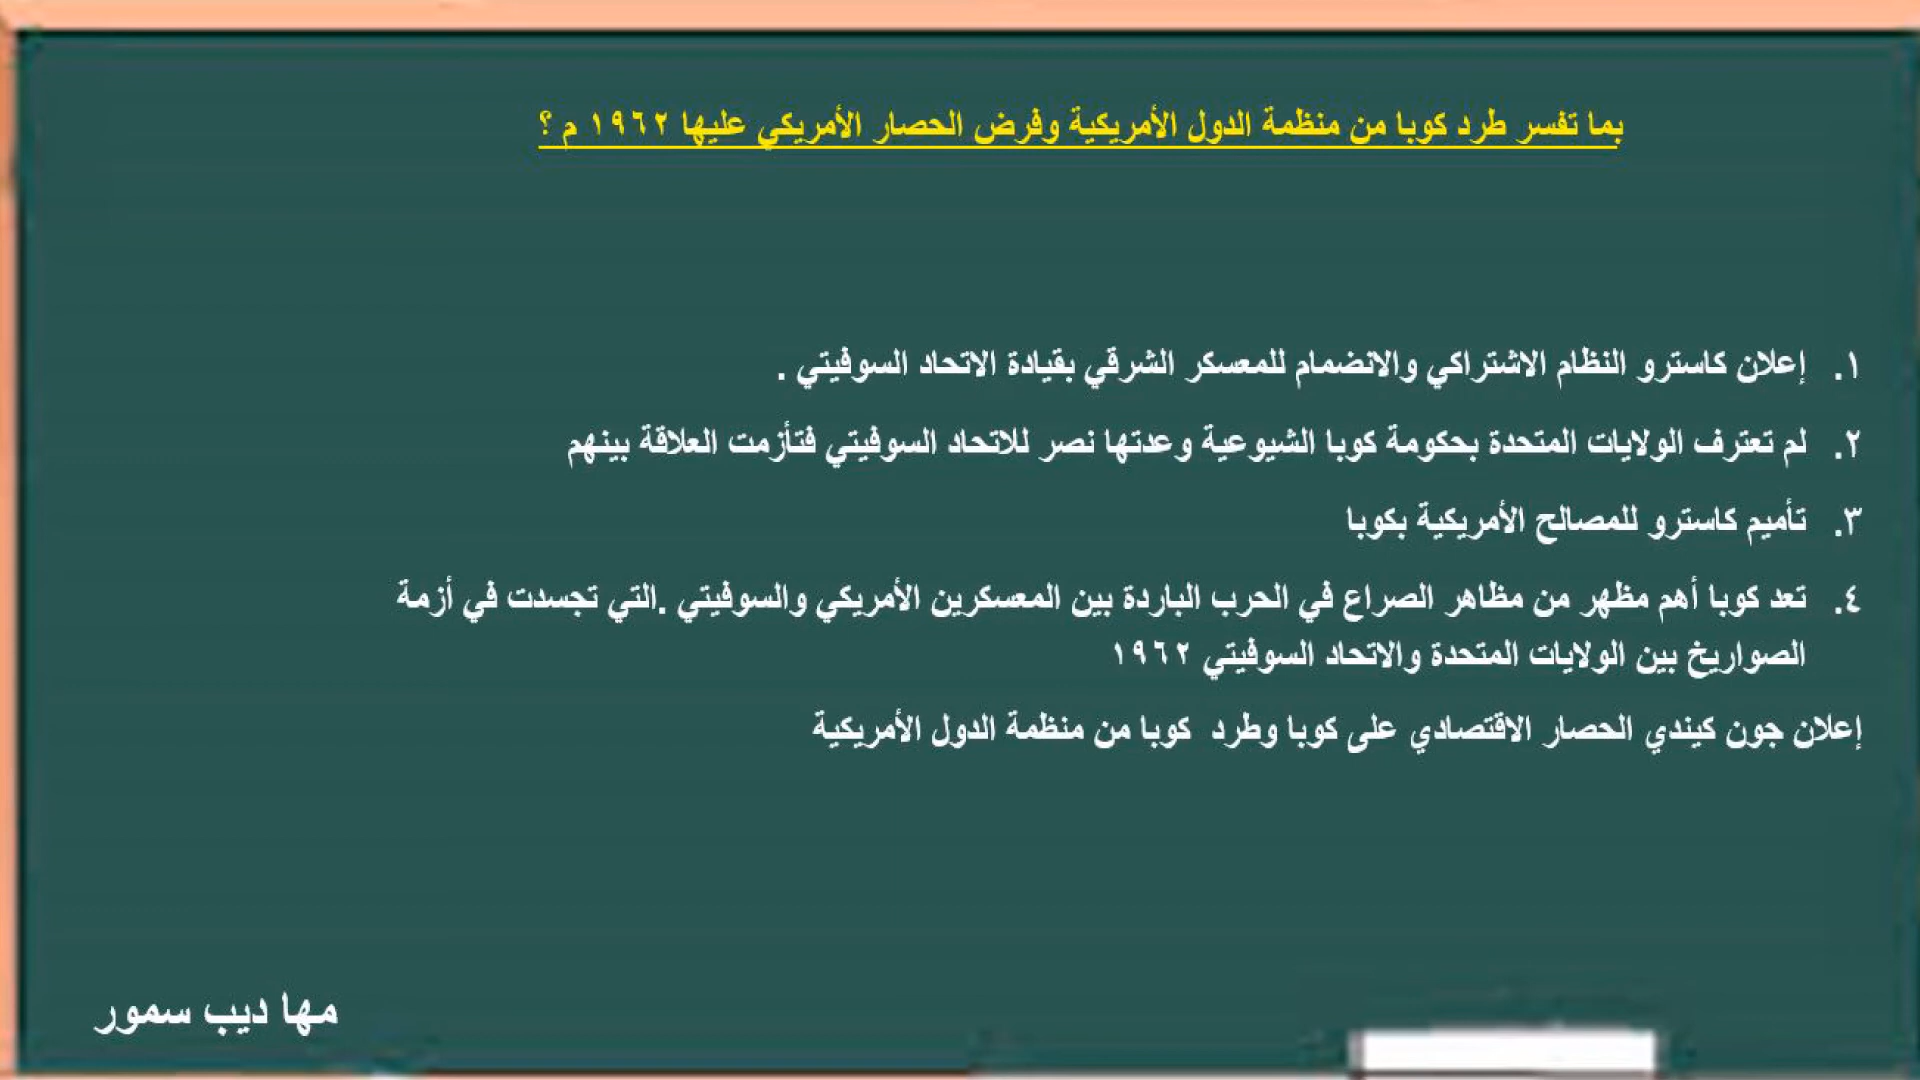 بما تفسر طرد كوبا من منظمة الدول الأمريكية وفرض الحصار الأمريكي عليها ١٩٦٢ م ؟
١. إعلان كاسترو النظام الاشتراكي والانضمام للمعسكر الشرقي بقيادة الاتحاد السوفيتي .
٢. لم تعترف الولايات المتحدة بحكومة كوبا الشيوعية وعدتها نصر للاتحاد السوفيتي فتأزمت العلاقة بينهم
٣. تأميم كاسترو للمصالح الأمريكية بكوبا
٤. تعد كوبا أهم مظهر من مظاهر الصراع في الحرب الباردة بين المعسكرين الأمريكي والسوفيتي .التي تجسدت في أزمة
الصواريخ بين الولايات المتحدة والاتحاد السوفيتي ١٩٦٢
إعلان جون كيندي الحصار الاقتصادي على كوبا وطرد كوبا من منظمة الدول الأمريكية
مها ديب سمور